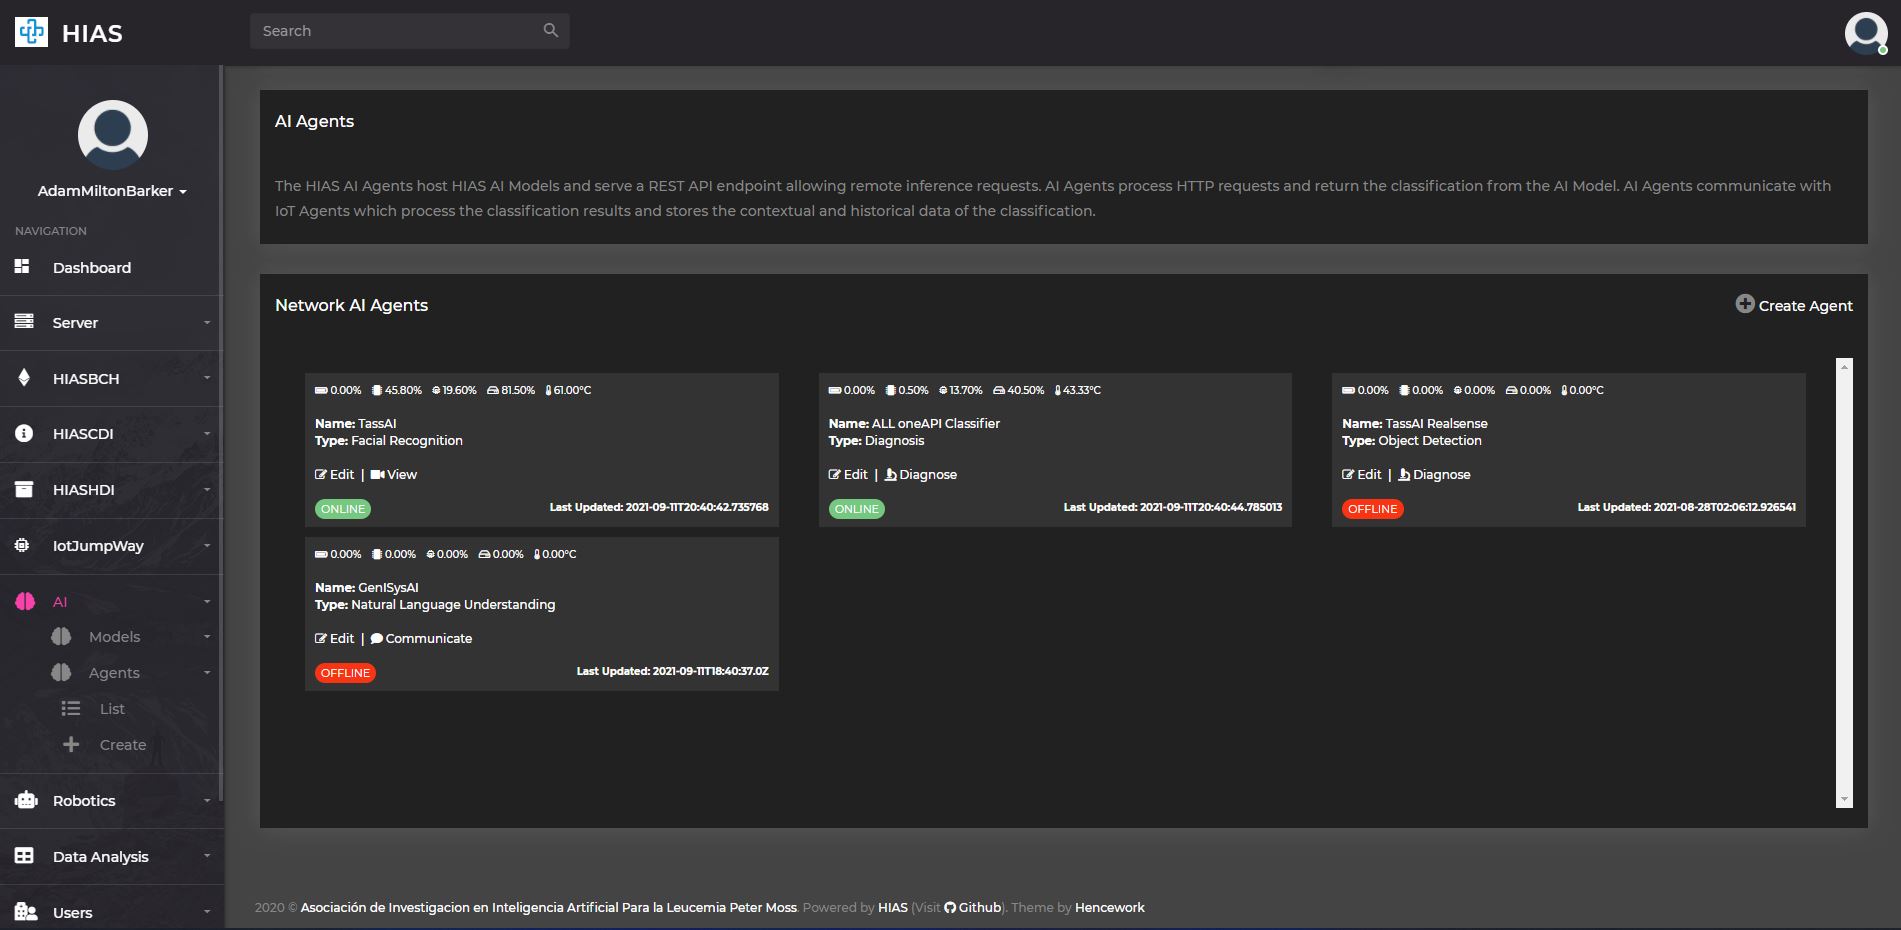 HIAS
Search
AdamMiltonBarker
NAVIGATION
Dashboard
Server
HIASBCH
HIASCDI
HIASHDI
IotJumpWay
AI
Models
Agents
List
Create
Robotics
Data Analysis
Users
AI Agents
The HIAS AI Agents host HIAS AI Models and serve a REST API endpoint allowing remote inference requests. AI Agents process HTTP requests and return the classification from the AI Model. AI Agents communicate with
IoT Agents which process the classification results and stores the contextual and historical data of the classification.
Network AI Agents
Create Agent
0.00% 45.80% 19.60% 81.50% 61.00°C
Name: TassAI
Type: Facial Recognition
Edit | View
ONLINE
Last Updated: 2021-09-11T20:40:42.735768
0.00% 0.50% 13.70% 40.50% 43.33°C
Name: ALL oneAPI Classifier
Type: Diagnosis
Edit | Diagnose
ONLINE
Last Updated: 2021-09-11T20:40:44.785013
0.00% 0.00% 0.00% 0.00% 0.00°C
Name: TassAI Realsense
Type: Object Detection
Edit | Diagnose
OFFLINE
Last Updated: 2021-08-28T02:06:12.926541
0.00% 0.00% 0.00% 0.00% 0.00°C
Name: GenISysAI
Type: Natural Language Understanding
Edit | Communicate
OFFLINE
Last Updated: 2021-09-11T18:40:37.0Z
2020 © Asociación de Investigacion en Inteligencia Artificial Para la Leucemia Peter Moss. Powered by HIAS (Visit Github). Theme by Hencework